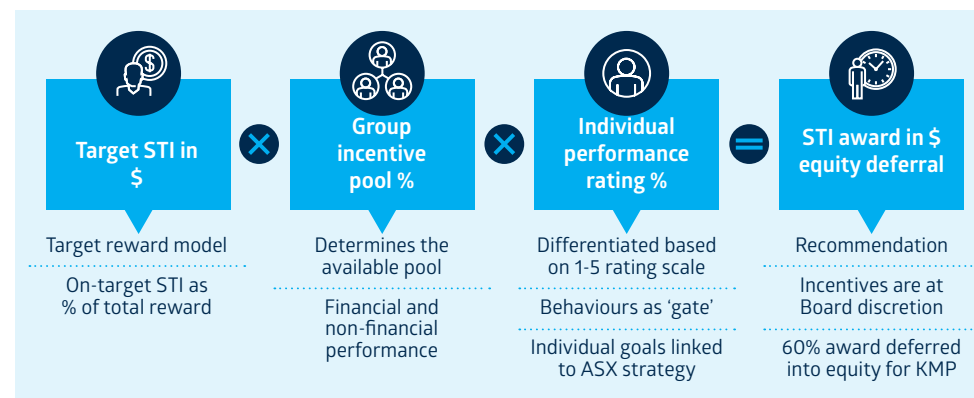 $
Target STI in
$
Target reward model
On-target STI as
% of total reward
Group
incentive
pool %
Determines the
available pool
Financial and
non-financial
performance
Individual
performance
rating %
Differentiated based
on 1-5 rating scale
Behaviours as ‘gate’
Individual goals linked
to ASX strategy
STI award in $
equity deferral
Recommendation
Incentives are at
Board discretion
60% award deferred
into equity for KMP